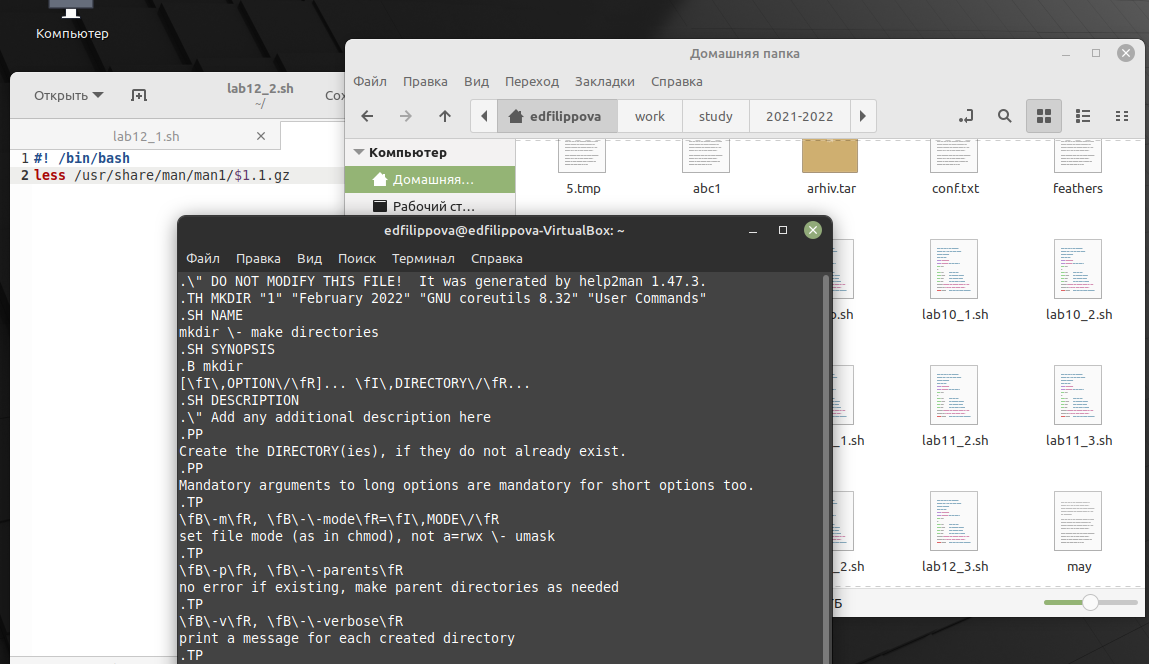 Компьютер
Открыть
lab12_2.sh
~/
Сох
lab12_1.sh
1 #! /bin/bash
2 less /usr/share/man/man1/$1.1.gz
Домашняя папка
Файл Правка Вид Переход Закладки Справка
edfilippova work study 2021-2022
Компьютер
Домашняя…
Рабочий ст…
5.tmp abc1 arhiv.tar conf.txt feathers
.sh lab10_1.sh lab10_2.sh
_1.sh lab11_2.sh lab11_3.sh
_2.sh lab12_3.sh may
edfilippova@edfilippova-VirtualBox: ~
Файл Правка Вид Поиск Терминал Справка
.\" DO NOT MODIFY THIS FILE!  It was generated by help2man 1.47.3.
.TH MKDIR "1" "February 2022" "GNU coreutils 8.32" "User Commands"
.SH NAME
mkdir \- make directories
.SH SYNOPSIS
.B mkdir
[\fI\,OPTION\/\fR]... \fI\,DIRECTORY\/\fR...
.SH DESCRIPTION
.\" Add any additional description here
.PP
Create the DIRECTORY(ies), if they do not already exist.
.PP
Mandatory arguments to long options are mandatory for short options too.
.TP
\fB\-m\fR, \fB\-\-mode\fR=\fI\,MODE\/\fR
set file mode (as in chmod), not a=rwx \- umask
.TP
\fB\-p\fR, \fB\-\-parents\fR
no error if existing, make parent directories as needed
.TP
\fB\-v\fR, \fB\-\-verbose\fR
print a message for each created directory
.TP